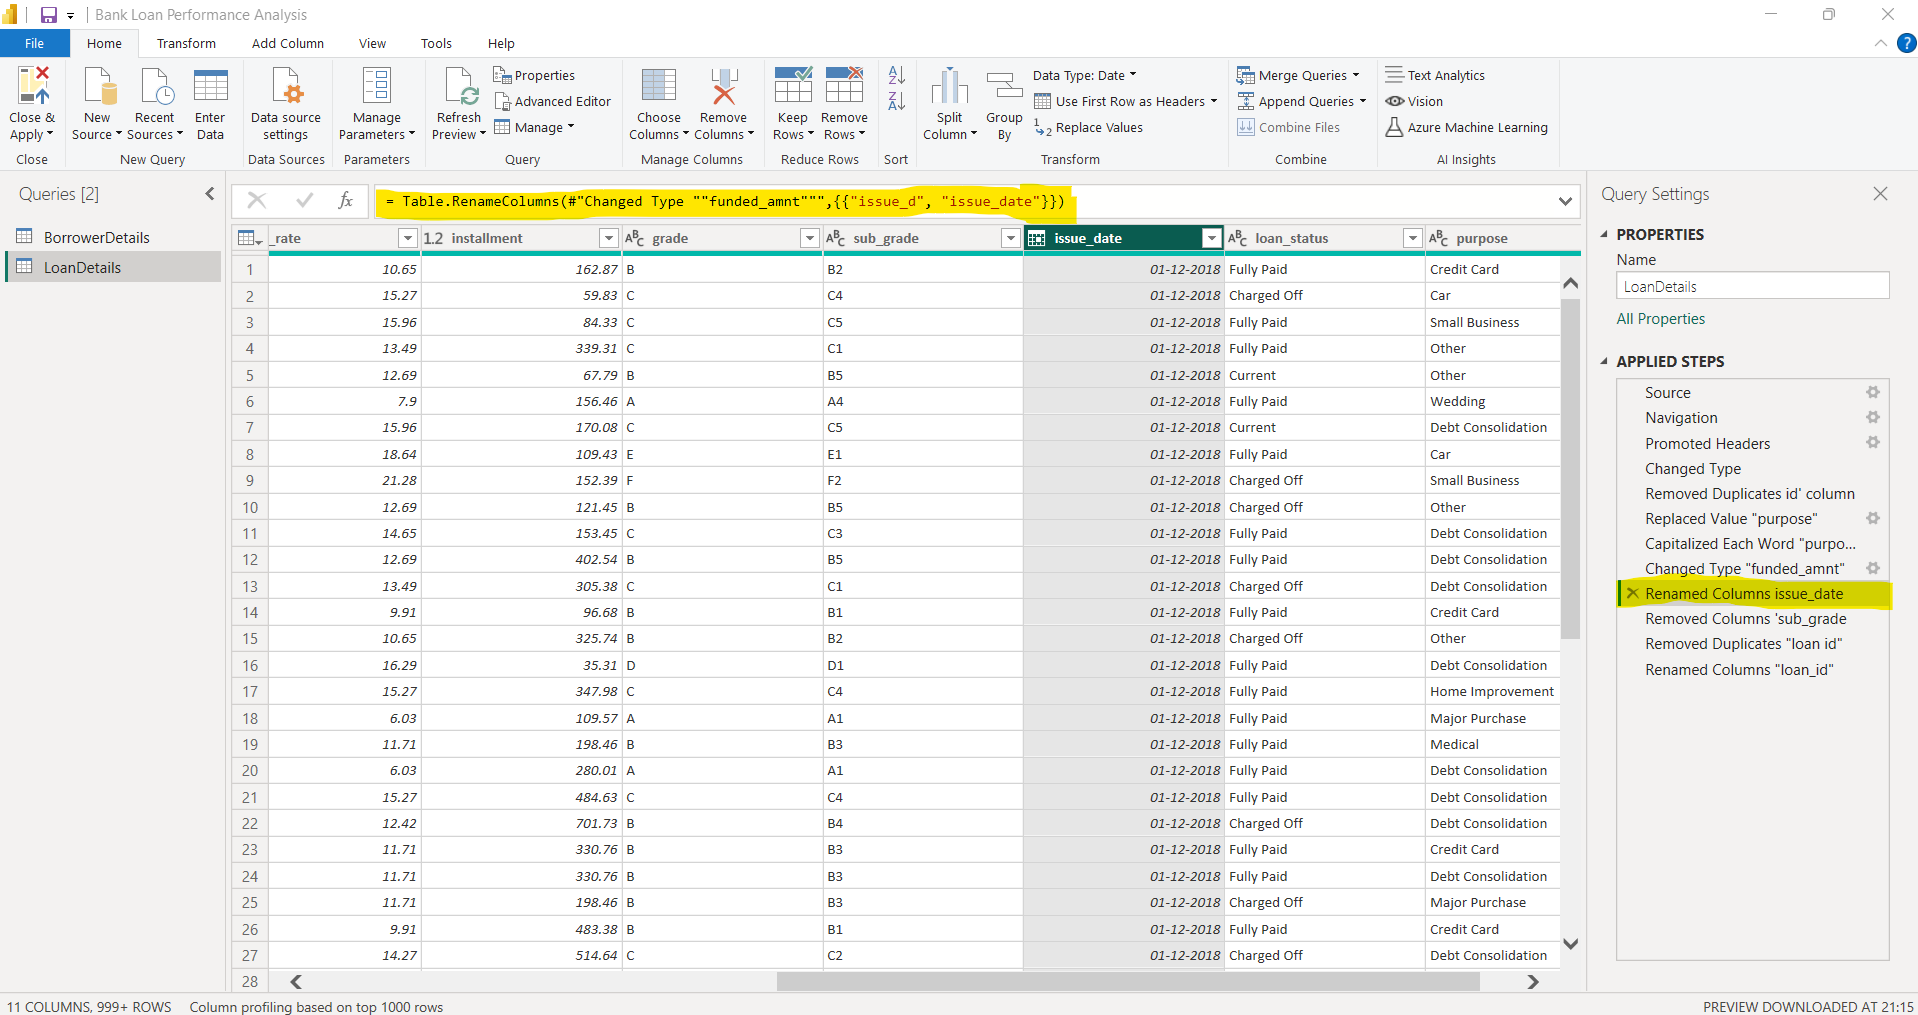 Bank Loan Performance Analysis
File Home Transform Add Column View Tools Help
Close & Apply
New Source
Recent Sources
Enter Data
Data source settings
Manage Parameters
Refresh Preview
Properties
Advanced Editor
Manage
Choose Columns
Remove Columns
Keep Rows
Remove Rows
Split Column
Group By
Data Type: Date
Use First Row as Headers
Replace Values
Merge Queries
Append Queries
Combine Files
Text Analytics
Vision
Azure Machine Learning
Close New Query Data Sources Parameters Query Manage Columns Reduce Rows Sort Transform Combine AI Insights
Queries [2]
BorrowerDetails
LoanDetails
fx = Table.RenameColumns(#"Changed Type ""funded_amnt""",{{"issue_d", "issue_date"}})
_rate 1.2 installment ABC grade ABC sub_grade issue_date ABC loan_status ABC purpose
1 10.65 162.87 B B2 01-12-2018 Fully Paid Credit Card
2 15.27 59.83 C C4 01-12-2018 Charged Off Car
3 15.96 84.33 C C5 01-12-2018 Fully Paid Small Business
4 13.49 339.31 C C1 01-12-2018 Fully Paid Other
5 12.69 67.79 B B5 01-12-2018 Current Other
6 7.9 156.46 A A4 01-12-2018 Fully Paid Wedding
7 15.96 170.08 C C5 01-12-2018 Current Debt Consolidation
8 18.64 109.43 E E1 01-12-2018 Fully Paid Car
9 21.28 152.39 F F2 01-12-2018 Charged Off Small Business
10 12.69 121.45 B B5 01-12-2018 Charged Off Other
11 14.65 153.45 C C3 01-12-2018 Fully Paid Debt Consolidation
12 12.69 402.54 B B5 01-12-2018 Fully Paid Debt Consolidation
13 13.49 305.38 C C1 01-12-2018 Charged Off Debt Consolidation
14 9.91 96.68 B B1 01-12-2018 Fully Paid Credit Card
15 10.65 325.74 B B2 01-12-2018 Charged Off Other
16 16.29 35.31 D D1 01-12-2018 Fully Paid Debt Consolidation
17 15.27 347.98 C C4 01-12-2018 Fully Paid Home Improvement
18 6.03 109.57 A A1 01-12-2018 Fully Paid Major Purchase
19 11.71 198.46 B B3 01-12-2018 Fully Paid Medical
20 6.03 280.01 A A1 01-12-2018 Fully Paid Debt Consolidation
21 15.27 484.63 C C4 01-12-2018 Fully Paid Debt Consolidation
22 12.42 701.73 B B4 01-12-2018 Charged Off Debt Consolidation
23 11.71 330.76 B B3 01-12-2018 Fully Paid Credit Card
24 11.71 330.76 B B3 01-12-2018 Fully Paid Debt Consolidation
25 11.71 198.46 B B3 01-12-2018 Charged Off Major Purchase
26 9.91 483.38 B B1 01-12-2018 Fully Paid Credit Card
27 14.27 514.64 C C2 01-12-2018 Charged Off Debt Consolidation
28
Query Settings
PROPERTIES
Name
LoanDetails
All Properties
APPLIED STEPS
Source
Navigation
Promoted Headers
Changed Type
Removed Duplicates id' column
Replaced Value "purpose"
Capitalized Each Word "purpo...
Changed Type "funded_amnt"
Renamed Columns issue_date
Removed Columns 'sub_grade
Removed Duplicates "loan id"
Renamed Columns "loan_id"
11 COLUMNS, 999+ ROWS Column profiling based on top 1000 rows PREVIEW DOWNLOADED AT 21:15